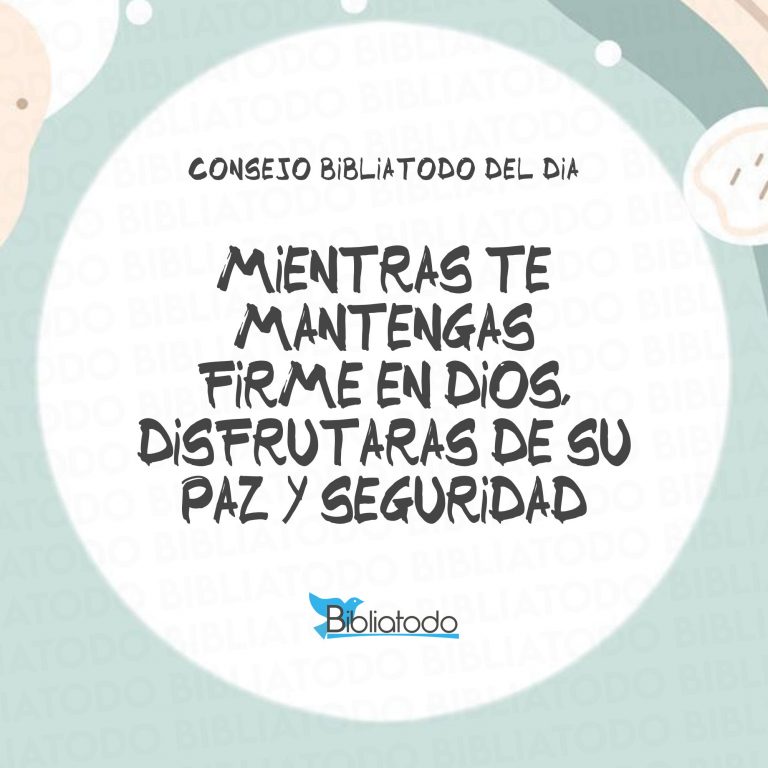 CONSEJO BiBLiATODO DEL DiA
MiENTRAS TE
MANTENGAS
FiRME EN DiOS,
DiSFRUTARAS DE SU
PAZ Y SEGURiDAD
Bibliatodo